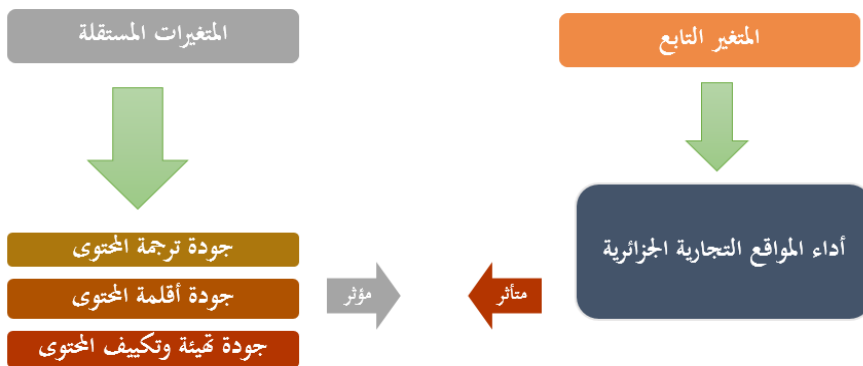 المتغير التابع
المتغيرات المستقلة
أداء المواقع التجارية الجزائرية
جودة ترجمة المحتوى
جودة أقلمة المحتوى
جودة تهيئة وتكييف المحتوى
متأثر
مؤثر